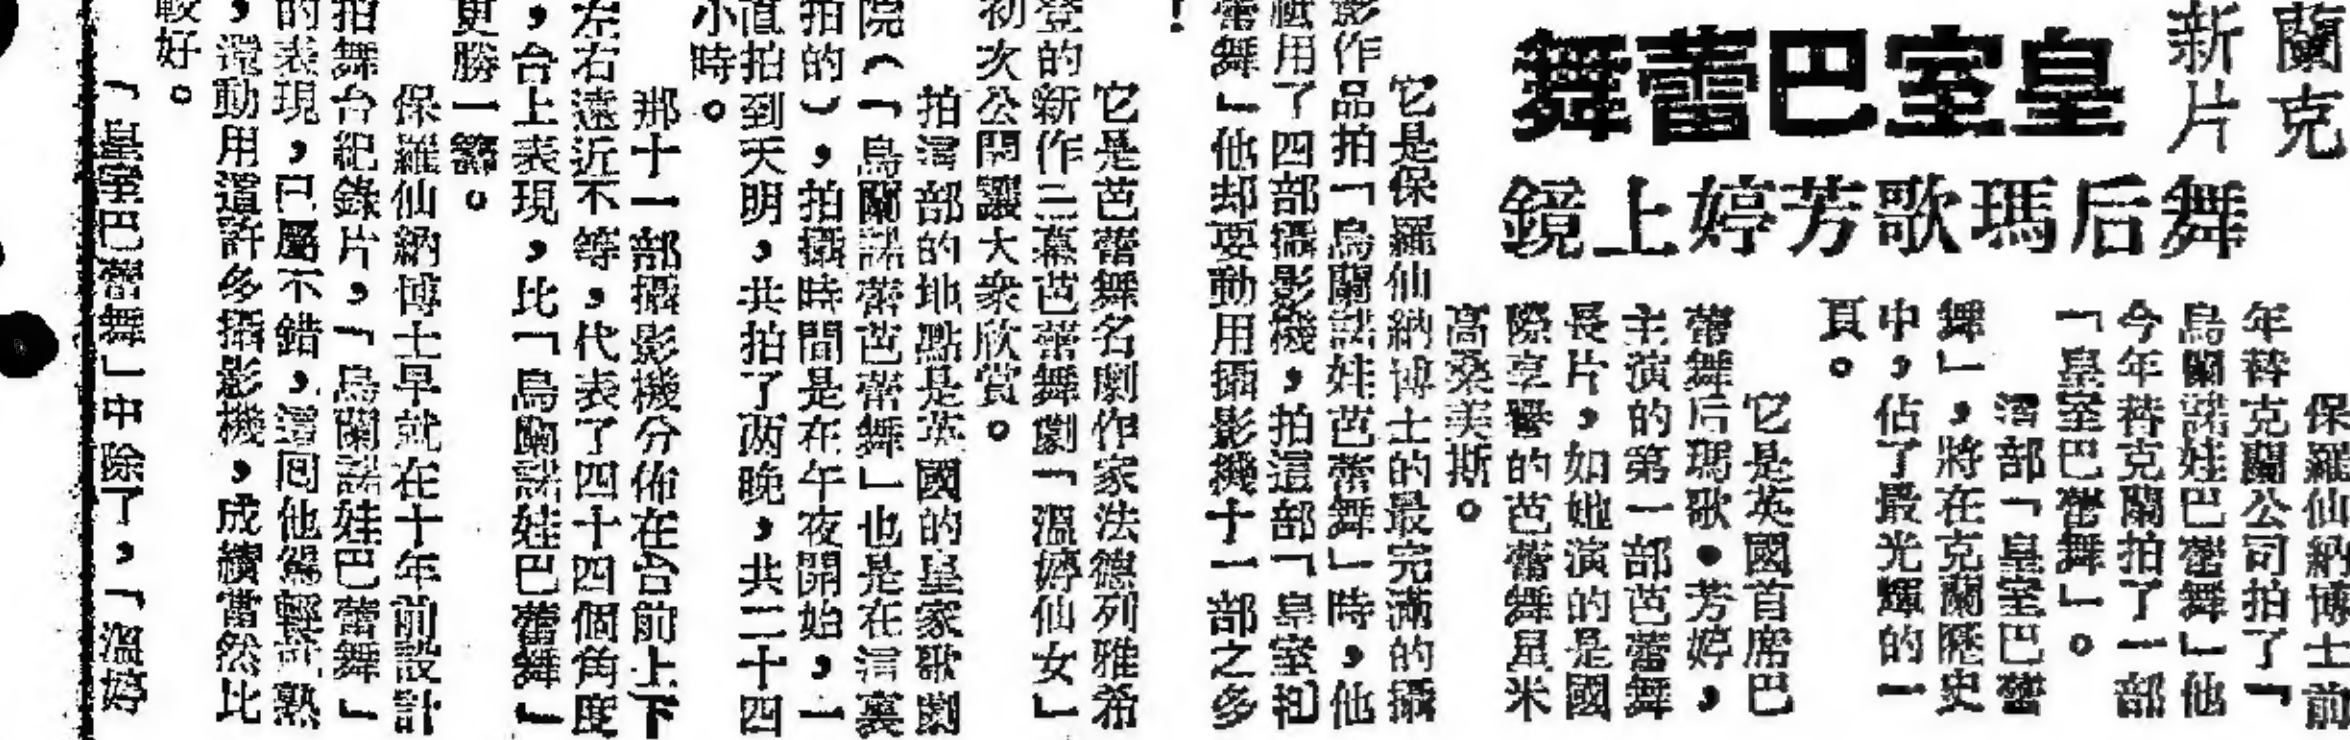 蘭克
新片
皇室巴蕾舞
舞后瑪歌芳婷上鏡
保羅仙納博士前
年替克蘭公司拍了「
烏蘭諾娃巴蕾舞」他
今年替克蘭拍了一部
「皇室巴蕾舞」。
這部「皇室巴蕾
舞」，將在克蘭歷史
中，佔了最光輝的一
頁。
它是英國首席巴
蕾舞后瑪歌•芳婷，
主演的第一部芭蕾舞
長片，如她演的是國
際享譽的芭蕾舞星米
高桑美斯。
它是保羅仙納博士的最完滿的攝
影作品拍「烏蘭諾娃芭蕾舞」時，他
祗用了四部攝影機，拍這部「皇室和
蕾舞」他却要動用攝影機十一部之多
！
它是芭蕾舞名劇作家法德列雅希
登的新作三幕芭蕾舞劇「溫婷仙女」
初次公開讓大衆欣賞。
拍這部的地點是英國的皇家歌劇
院（「烏蘭諾娃芭蕾舞」也是在這裏
拍的），拍攝時間是在午夜開始，一
直拍到天明，共拍了兩晚，共二十四
小時。
那十一部攝影機分佈在台前上下
左右遠近不等，代表了四十四個角度
，台上表現，比「烏蘭諾娃巴蕾舞」
更勝一籌。
保羅仙納博士早就在十年前設計
拍舞台紀錄片，「烏蘭諾娃巴蕾舞」
的表現，已屬不錯，這囘他駕輕就熟
，還動用這許多攝影機，成績當然比
較好。
「皇室巴蕾舞」中除了，「溫婷